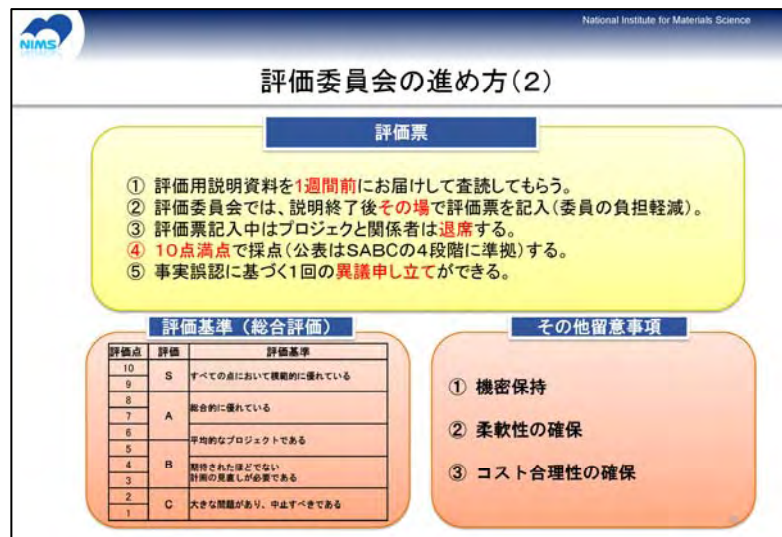 NIMS
National Institute for Materials Science
評価委員会の進め方(2)
評価票
① 評価用説明資料を1週間前にお届けして査読してもらう。
② 評価委員会では、説明終了後その場で評価票を記入(委員の負担軽減)。
③ 評価票記入中はプロジェクと関係者は退席する。
④ 10点満点で採点(公表はSABCの4段階に準拠)する。
⑤ 事実誤認に基づく1回の異議申し立てができる。
評価基準(総合評価)
評価点 評価 評価基準
10
9
S すべての点において模範的に優れている
8
7
6
A 総合的に優れている
平均的なプロジェクトである
5
4
3
B 期待されたほどでない
計画の見直しが必要である
2
1
C 大きな問題があり、中止すべきである
その他留意事項
① 機密保持
② 柔軟性の確保
③ コスト合理性の確保